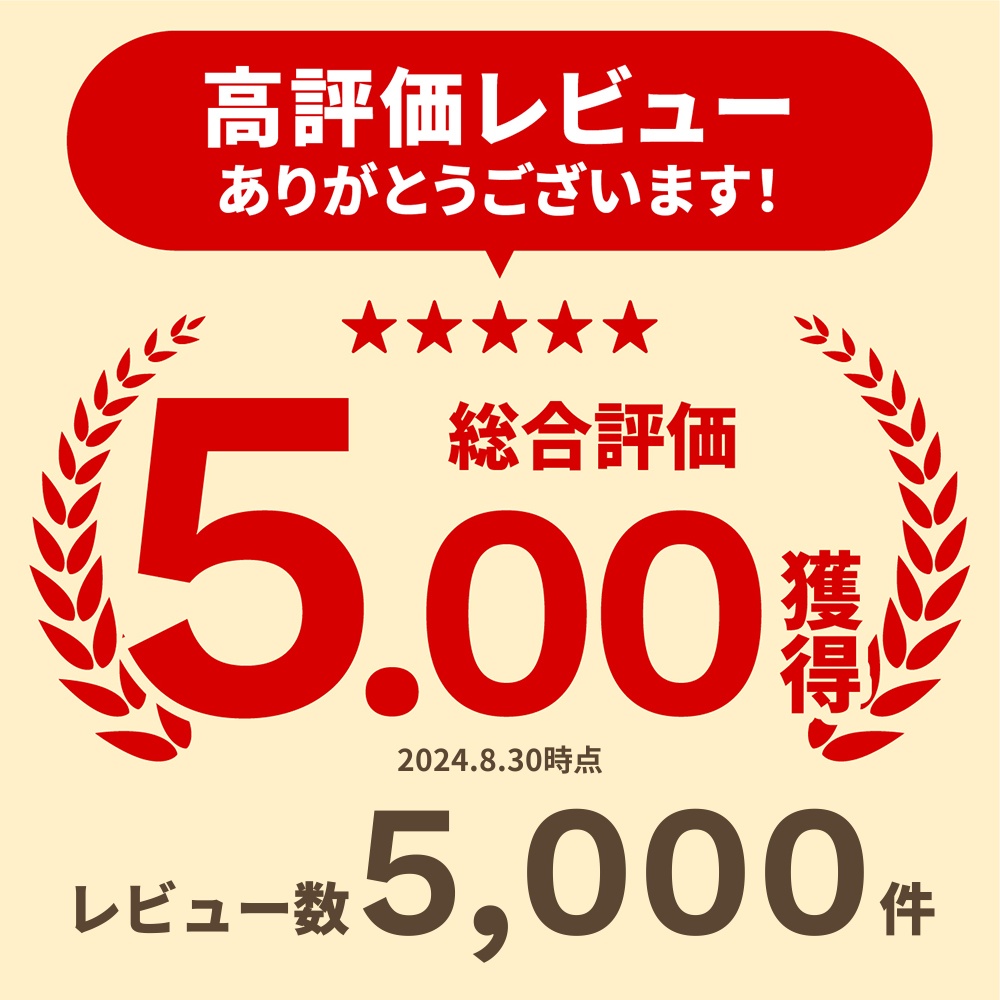 高評価レビュー
ありがとうございます！
★★★★★
総合評価
5.00
獲得
2024.8.30時点
レビュー数5,000件